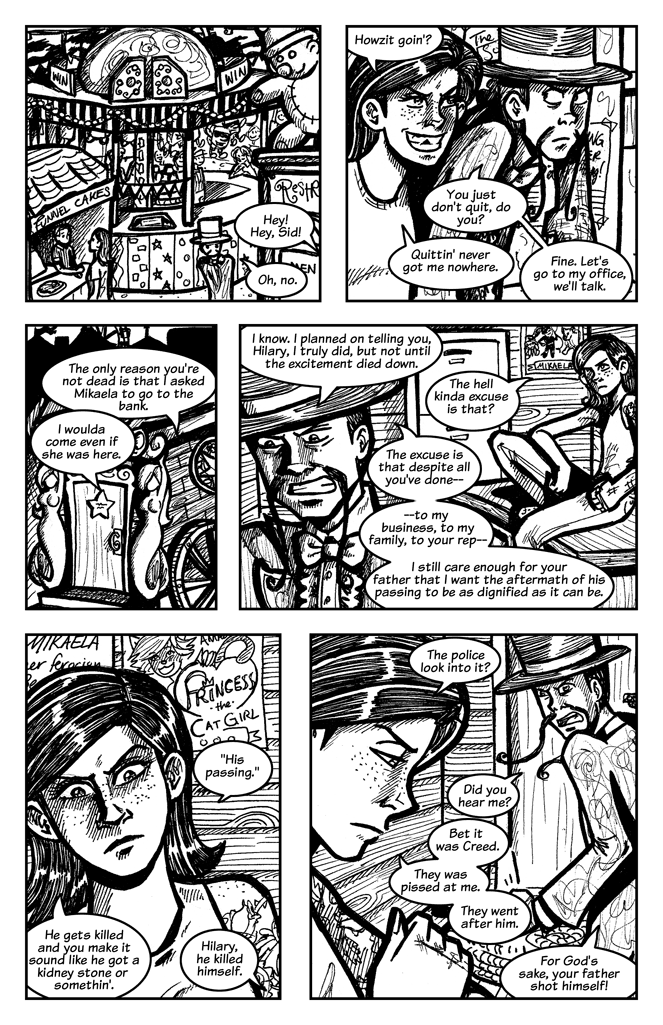 WIN
WIN
FUNNEL CAKES
Hey!
Hey, Sid!
Oh, no.
Howzit goin'?
The
You just
don't quit, do
you?
Quittin' never
got me nowhere.
Fine. Let's
go to my office,
we'll talk.
The only reason you're
not dead is that I asked
Mikaela to go to the
bank.
I woulda
come even if
she was here.
I know. I planned on telling you,
Hilary, I truly did, but not until
the excitement died down.
MIKAELA
The hell
kinda excuse
is that?
The excuse
is that despite all
you've done--
--to my
business, to my
family, to your rep--
I still care enough for your
father that I want the aftermath of his
passing to be as dignified as it can be.
MIKAELA
PRINCESS
the
CAT GIRL
"His
passing."
He gets killed
and you make it
sound like he got a
kidney stone or
somethin'.
Hilary,
he killed
himself.
The police
look into it?
Did you
hear me?
Bet it
was Creed.
They was
pissed at me.
They went
after him.
For God's
sake, your father
shot himself!